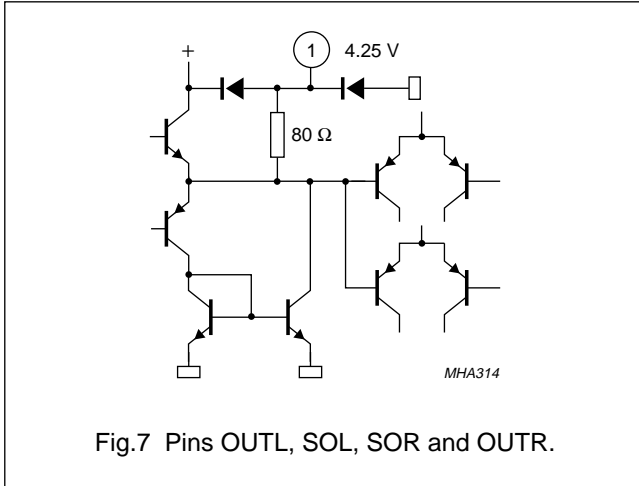 1 4.25 V
+
80 Ω
MHA314
Fig.7 Pins OUTL, SOL, SOR and OUTR.